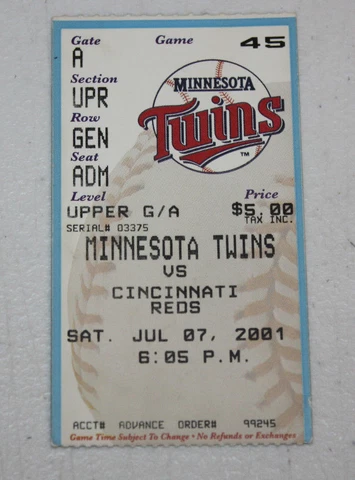 Gate Game 45
A
Section
UPR
Row
GEN
Seat
ADM
Level
MINNESOTA
Twins
TM
Price
UPPER G/A $5.00
TAX INC.
SERIAL# 03375
MINNESOTA TWINS
VS
CINCINNATI
REDS
SAT. JUL 07, 2001
6:05 P.M.
ACCT# ADVANCE ORDER# 99245
Game Time Subject To Change • No Refunds or Exchanges